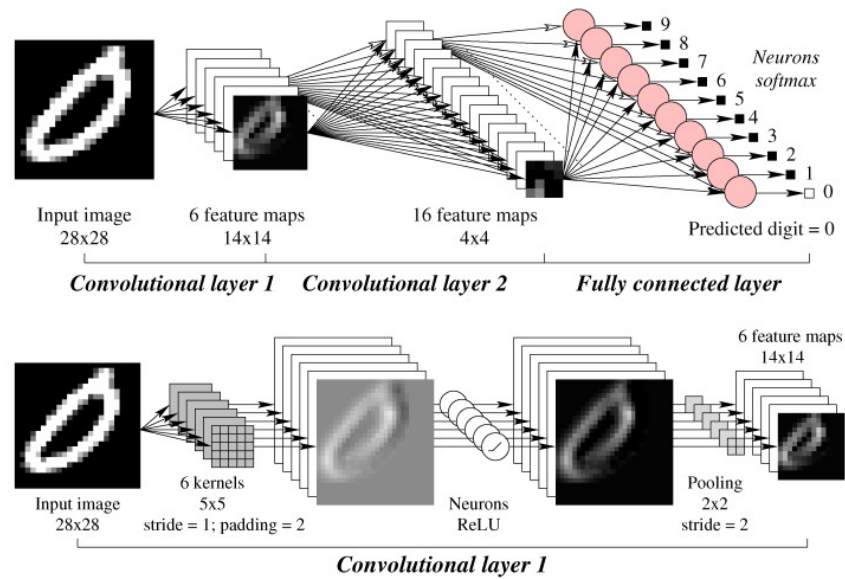 9
8
7
6
5
4
3
2
1
0
Neurons
softmax
Input image
28x28
6 feature maps
14x14
16 feature maps
4x4
Predicted digit = 0
Convolutional layer 1
Convolutional layer 2
Fully connected layer
6 feature maps
14x14
Input image
28x28
6 kernels
5x5
stride = 1; padding = 2
Neurons
ReLU
Pooling
2x2
stride = 2
Convolutional layer 1